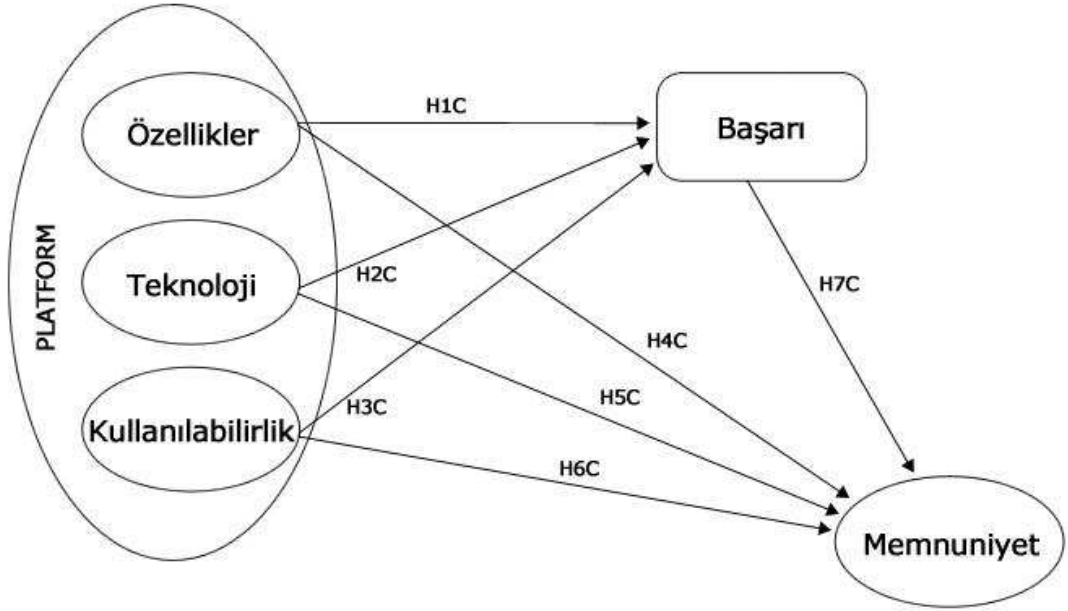 PLATFORM
Özellikler
Teknoloji
Kullanılabilirlik
H1C
H2C
H3C
H4C
H5C
H6C
Başarı
H7C
Memnuniyet